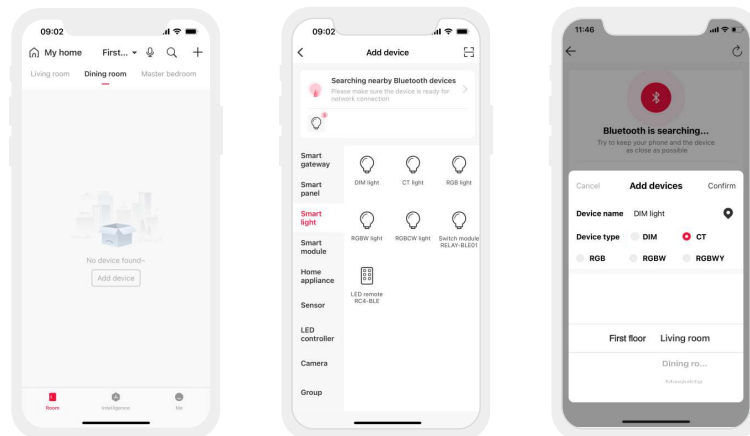 09:02
My home First...
Living room Dining room Master bedroom
No device found~
Add device
Room Intelligence Me
09:02
Add device
Searching nearby Bluetooth devices
Please make sure the device is ready for
network connection
Smart
gateway
Smart
panel
Smart
light
Smart
module
Home
appliance
Sensor
LED
controller
Camera
Group
DIM light CT light RGB light
RGBW light RGBCW light Switch module
RELAY-BLE01
LED remote
RC4-BLE
11:46
Bluetooth is searching...
Try to keep your phone and the device
as close as possible
Cancel Add devices Confirm
Device name DIM light
Device type DIM CT
RGB RGBW RGBWY
First floor Living room
Dining ro...